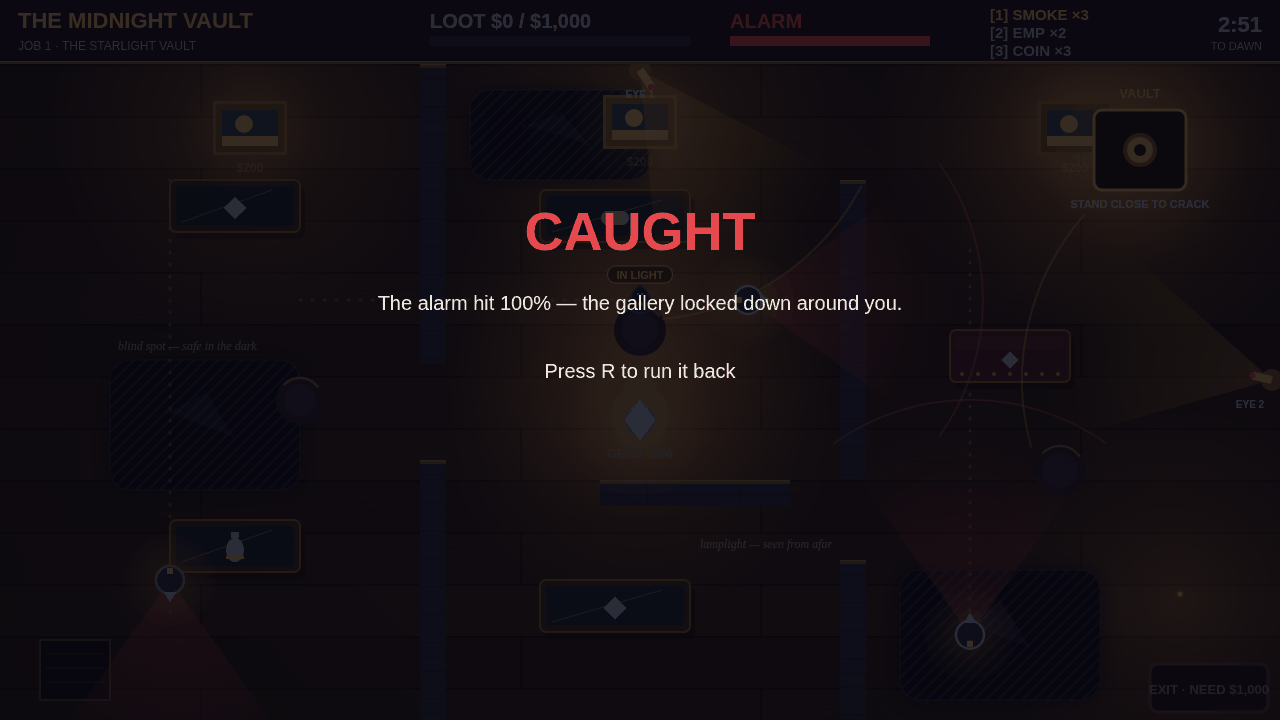 THE MIDNIGHT VAULT
JOB 1 · THE STARLIGHT VAULT
LOOT $0 / $1,000
ALARM
[1] SMOKE ×3
[2] EMP ×2
[3] COIN ×3
2:51
TO DAWN
EYE 1
VAULT
$200
$200
$200
STAND CLOSE TO CRACK
CAUGHT
IN LIGHT
The alarm hit 100% — the gallery locked down around you.
blind spot — safe in the dark
Press R to run it back
EYE 2
lamplight — seen from afar
EXIT · NEED $1,000